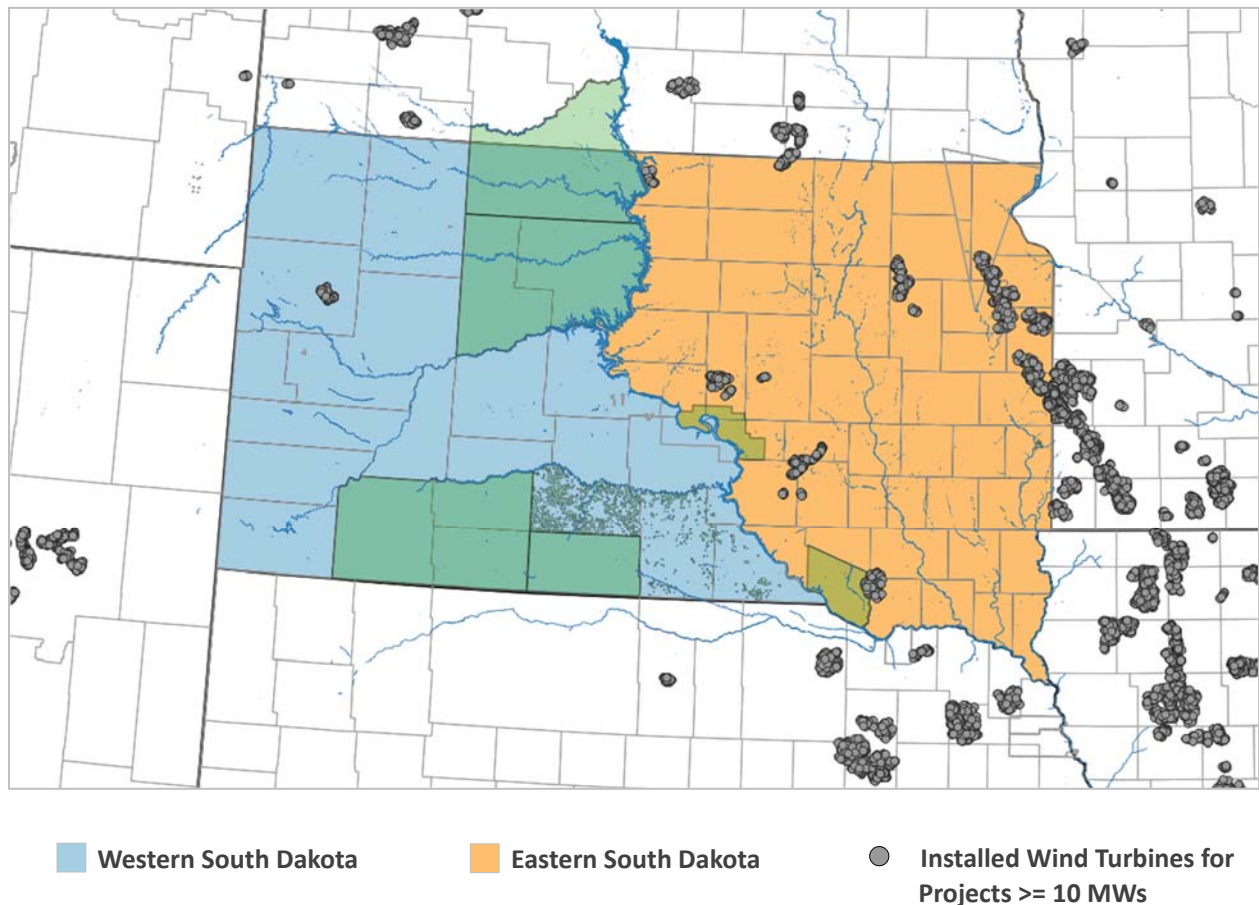 Western South Dakota
Eastern South Dakota
Installed Wind Turbines for
Projects >= 10 MWs